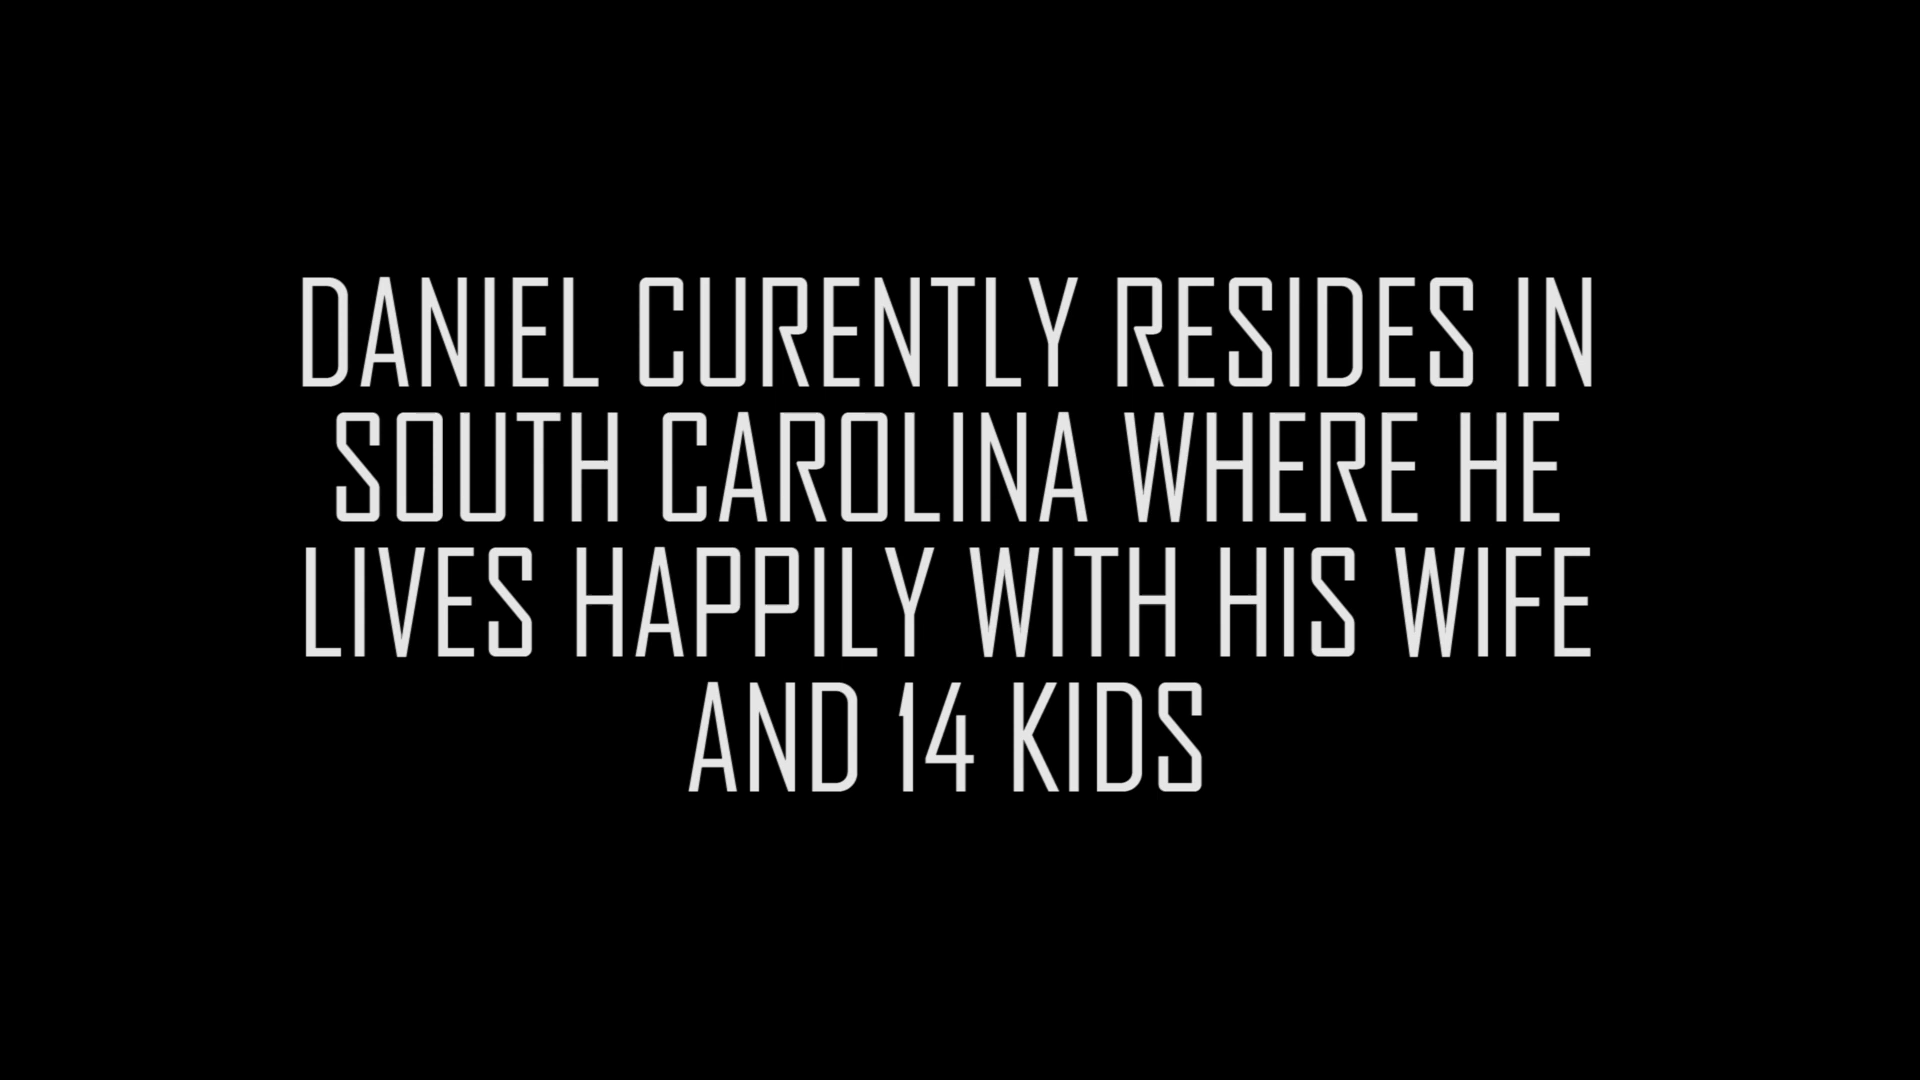 DANIEL CURENTLY RESIDES IN
SOUTH CAROLINA WHERE HE
LIVES HAPPILY WITH HIS WIFE
AND 14 KIDS